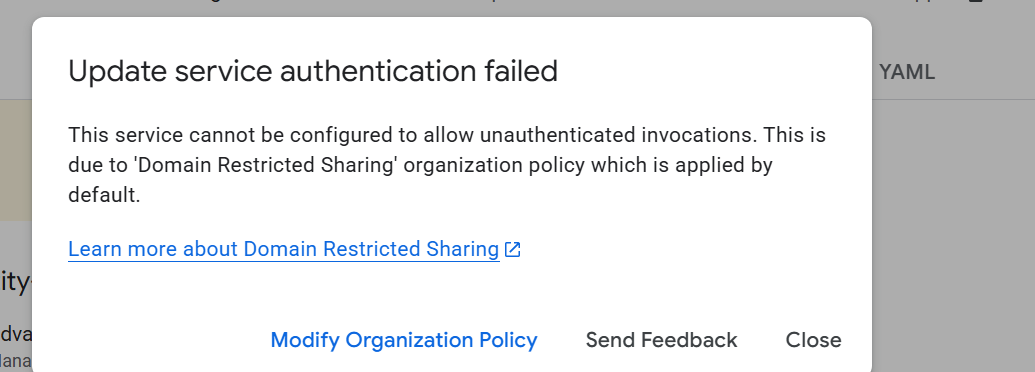 Update service authentication failed
YAML
This service cannot be configured to allow unauthenticated invocations. This is
due to 'Domain Restricted Sharing' organization policy which is applied by
default.
Learn more about Domain Restricted Sharing
ity-
dva
Modify Organization Policy Send Feedback Close